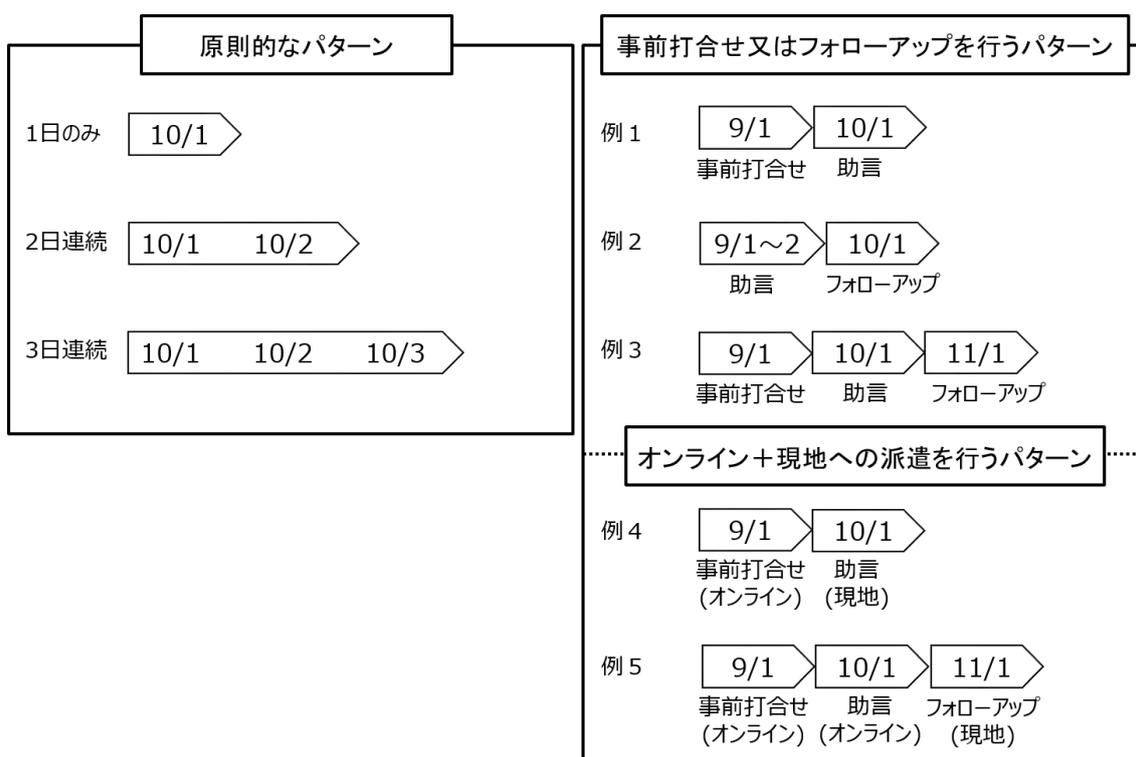 原則的なパターン
1日のみ 10/1
2日連続 10/1 10/2
3日連続 10/1 10/2 10/3
事前打合せ又はフォローアップを行うパターン
例1 9/1 10/1
事前打合せ 助言
例2 9/1～2 10/1
助言 フォローアップ
例3 9/1 10/1 11/1
事前打合せ 助言 フォローアップ
オンライン＋現地への派遣を行うパターン
例4 9/1 10/1
事前打合せ 助言
(オンライン) (現地)
例5 9/1 10/1 11/1
事前打合せ 助言 フォローアップ
(オンライン) (オンライン) (現地)